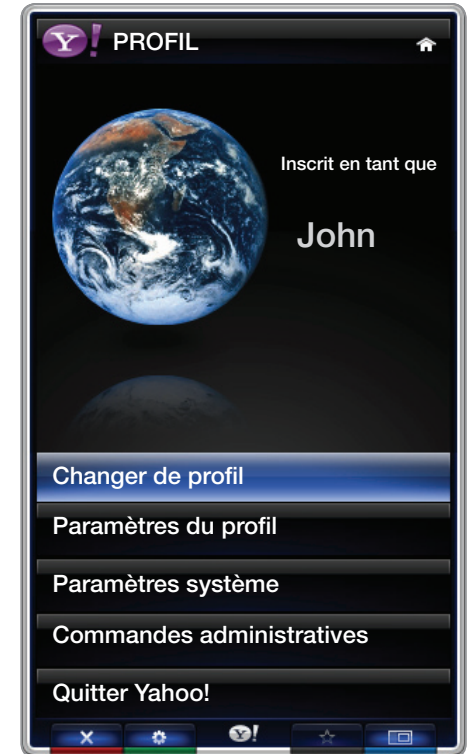 Y! PROFIL
Inscrit en tant que
John
Changer de profil
Paramètres du profil
Paramètres système
Commandes administratives
Quitter Yahoo!
Y!